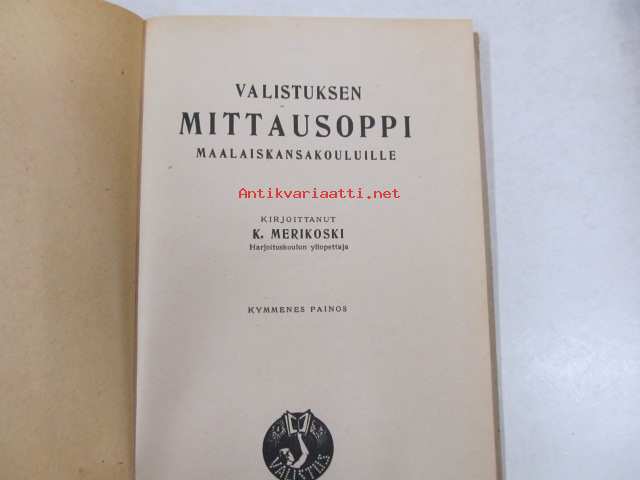 VALISTUKSEN
MITTAUSOPPI
MAALAISKANSAKOULUILLE
Antikvariaatti.net
KIRJOITTANUT
K. MERIKOSKI
Harjoituskoulun yliopettaja
KYMMENES PAINOS
VALISTUS